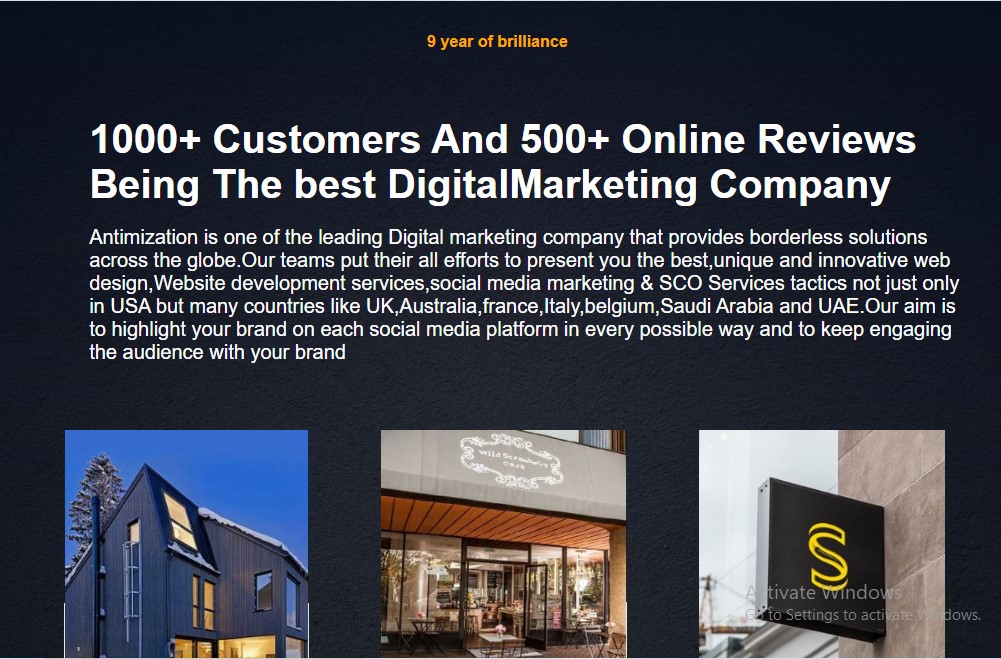 9 year of brilliance
1000+ Customers And 500+ Online Reviews
Being The best DigitalMarketing Company
Antimization is one of the leading Digital marketing company that provides borderless solutions
across the globe.Our teams put their all efforts to present you the best,unique and innovative web
design,Website development services,social media marketing & SCO Services tactics not just only
in USA but many countries like UK,Australia,france,Italy,belgium,Saudi Arabia and UAE.Our aim is
to highlight your brand on each social media platform in every possible way and to keep engaging
the audience with your brand
Wild Strawberry
Cafe
S
Activate Windows
Go to Settings to activate Windows.